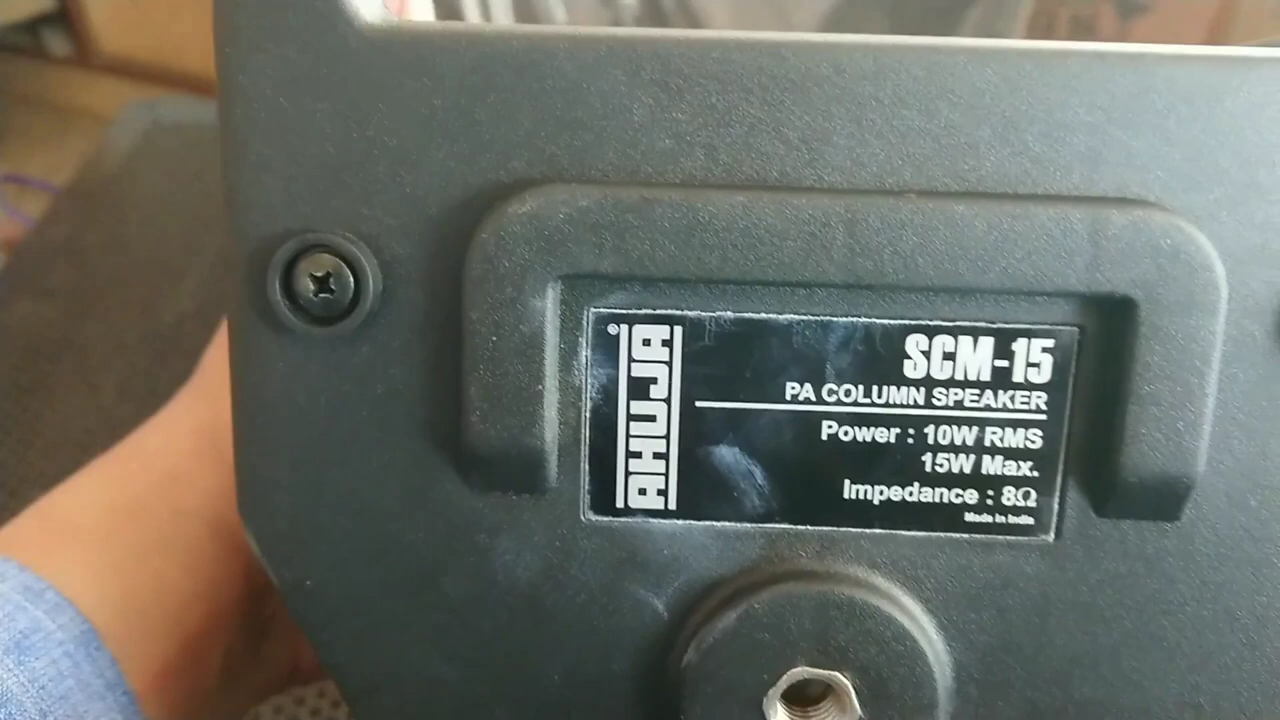 AHUJA®
SCM-15
PA COLUMN SPEAKER
Power : 10W RMS
15W Max.
Impedance : 8Ω
Made in India